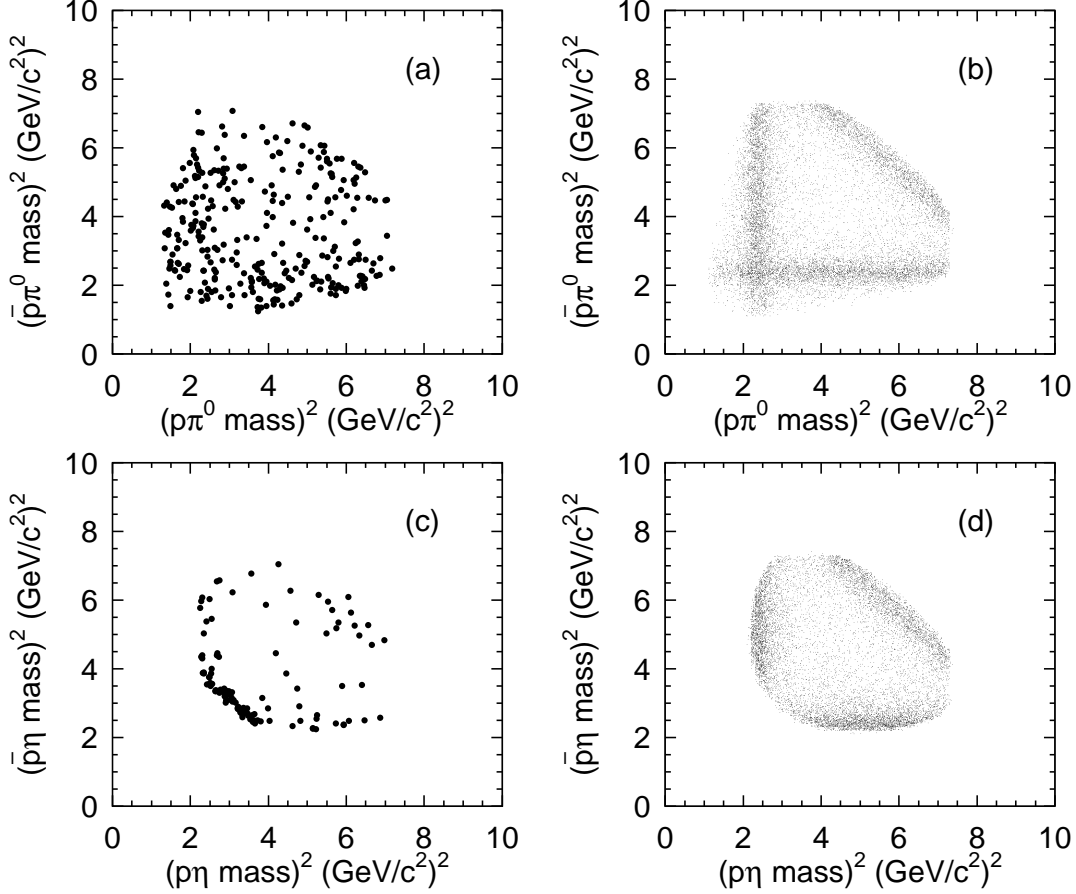 10
8
6
4
2
0
(p̄π⁰ mass)² (GeV/c²)²
(a)
0 2 4 6 8 10
(pπ⁰ mass)² (GeV/c²)²
10
8
6
4
2
0
(p̄π⁰ mass)² (GeV/c²)²
(b)
0 2 4 6 8 10
(pπ⁰ mass)² (GeV/c²)²
10
8
6
4
2
0
(p̄η mass)² (GeV/c²)²
(c)
0 2 4 6 8 10
(pη mass)² (GeV/c²)²
10
8
6
4
2
0
(p̄η mass)² (GeV/c²)²
(d)
0 2 4 6 8 10
(pη mass)² (GeV/c²)²